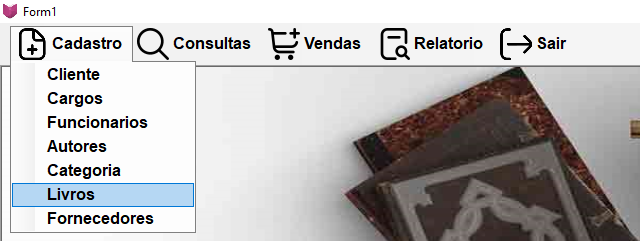 Form1
Cadastro Consultas Vendas Relatorio Sair
Cliente
Cargos
Funcionarios
Autores
Categoria
Livros
Fornecedores